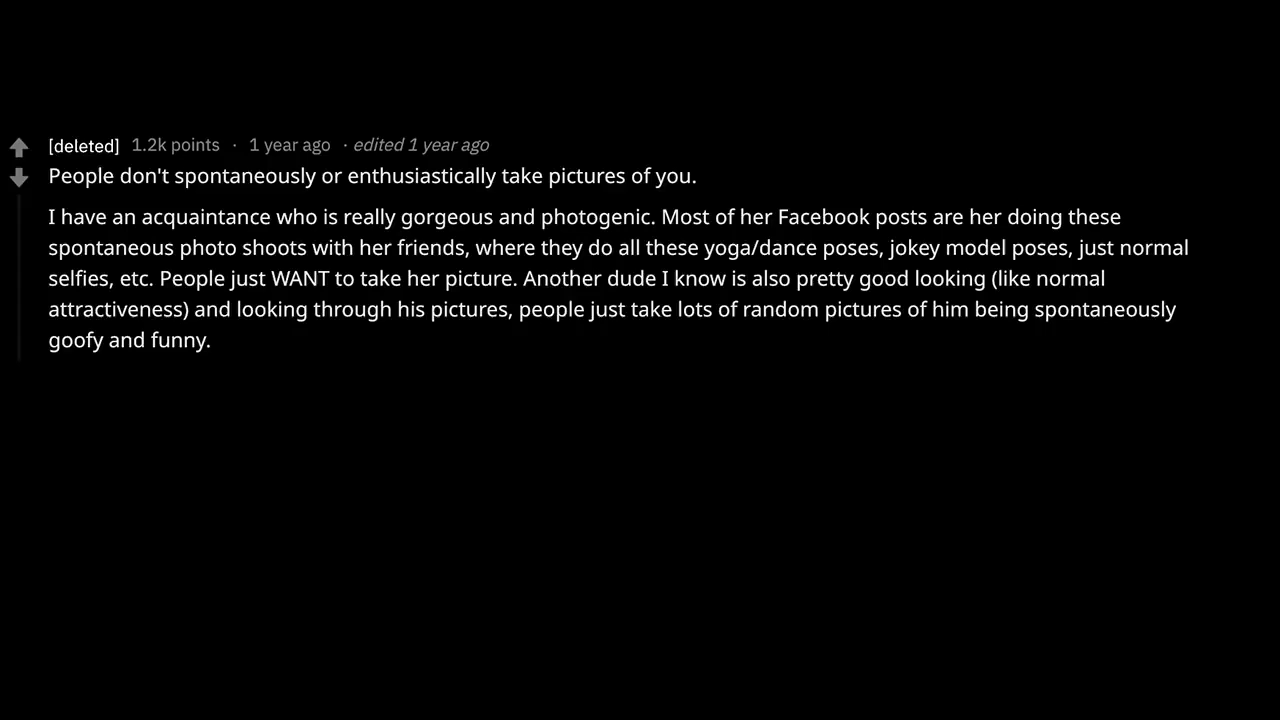 [deleted] 1.2k points · 1 year ago · edited 1 year ago
People don't spontaneously or enthusiastically take pictures of you.
I have an acquaintance who is really gorgeous and photogenic. Most of her Facebook posts are her doing these
spontaneous photo shoots with her friends, where they do all these yoga/dance poses, jokey model poses, just normal
selfies, etc. People just WANT to take her picture. Another dude I know is also pretty good looking (like normal
attractiveness) and looking through his pictures, people just take lots of random pictures of him being spontaneously
goofy and funny.